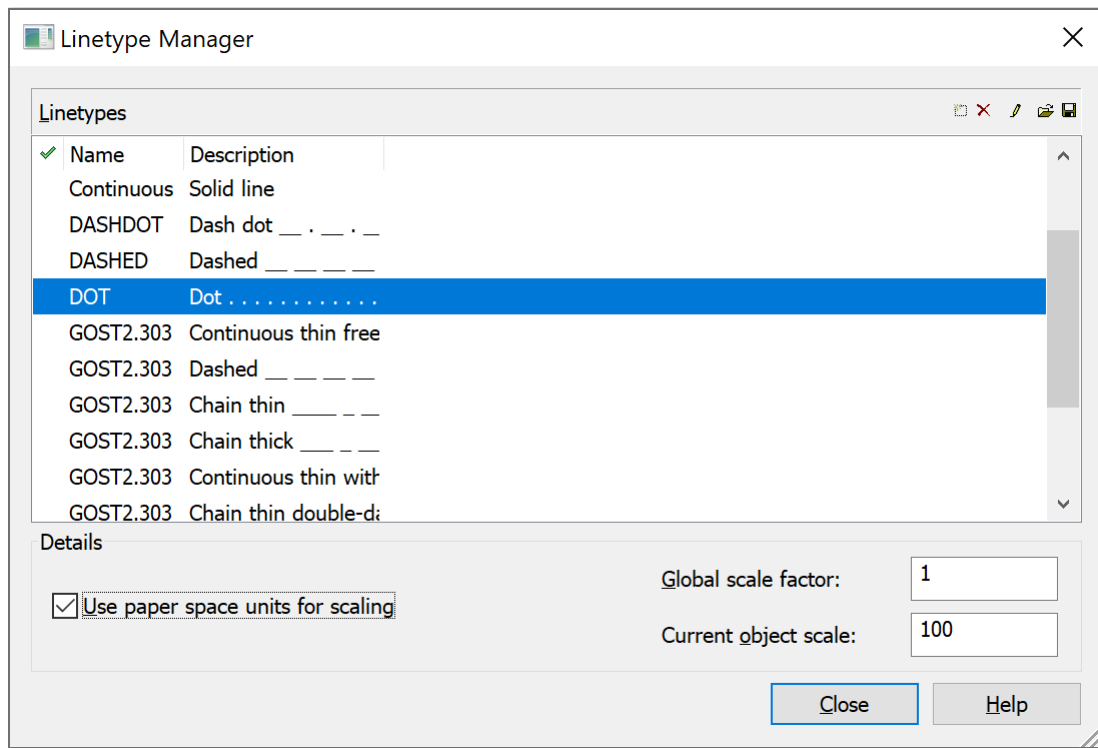 Linetype Manager
Linetypes
Name Description
Continuous Solid line
DASHDOT Dash dot __ . __ . __
DASHED Dashed __ __ __ __
DOT Dot . . . . . . . . . . . .
GOST2.303 Continuous thin free
GOST2.303 Dashed __ __ __ __
GOST2.303 Chain thin ____ _ __
GOST2.303 Chain thick ___ _ __
GOST2.303 Continuous thin with
GOST2.303 Chain thin double-da
Details
Use paper space units for scaling
Global scale factor: 1
Current object scale: 100
Close Help